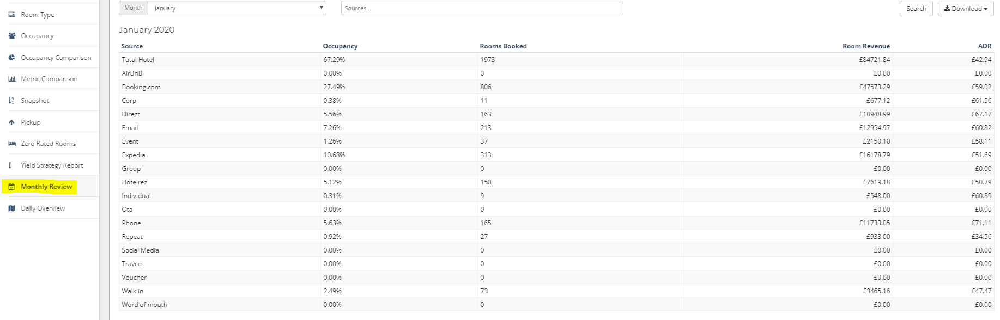 Room Type
Occupancy
Occupancy Comparison
Metric Comparison
Snapshot
Pickup
Zero Rated Rooms
Yield Strategy Report
Monthly Review
Daily Overview
Month January Sources... Search Download
January 2020
Source Occupancy Rooms Booked Room Revenue ADR
Total Hotel 67.29% 1973 £84721.84 £42.94
AirBnB 0.00% 0 £0.00 £0.00
Booking.com 27.49% 806 £47573.29 £59.02
Corp 0.38% 11 £677.12 £61.56
Direct 5.56% 163 £10948.99 £67.17
Email 7.26% 213 £12954.97 £60.82
Event 1.26% 37 £2150.10 £58.11
Expedia 10.68% 313 £16178.79 £51.69
Group 0.00% 0 £0.00 £0.00
Hotelrez 5.12% 150 £7619.18 £50.79
Individual 0.31% 9 £548.00 £60.89
Ota 0.00% 0 £0.00 £0.00
Phone 5.63% 165 £11733.05 £71.11
Repeat 0.92% 27 £933.00 £34.56
Social Media 0.00% 0 £0.00 £0.00
Travco 0.00% 0 £0.00 £0.00
Voucher 0.00% 0 £0.00 £0.00
Walk in 2.49% 73 £3465.16 £47.47
Word of mouth 0.00% 0 £0.00 £0.00